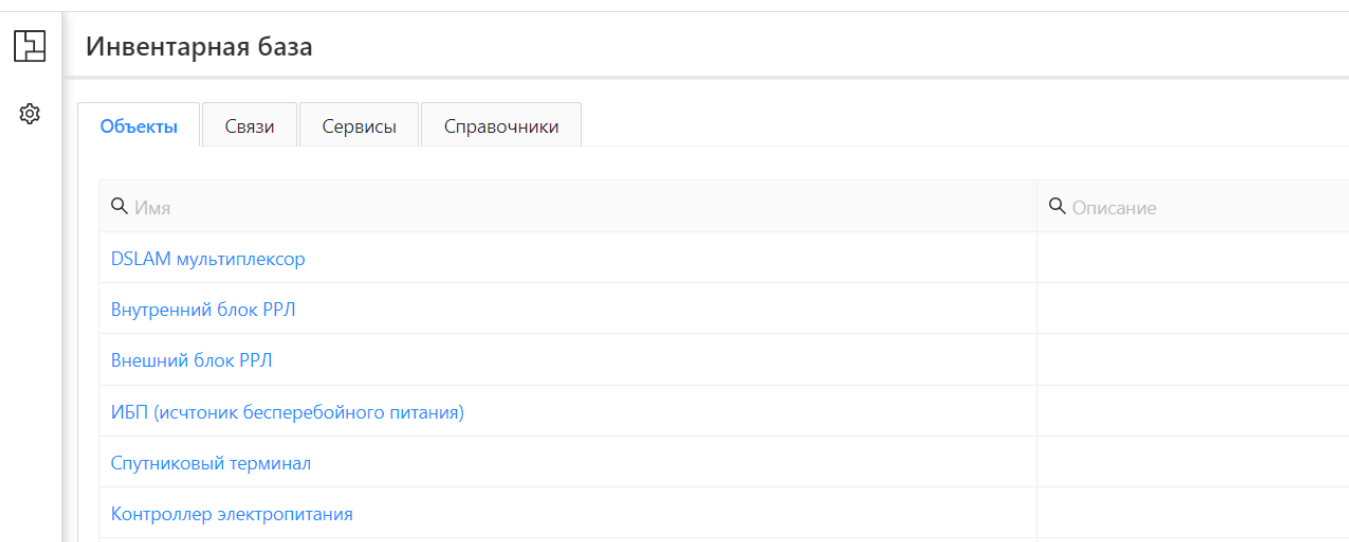 Инвентарная база
Объекты Связи Сервисы Справочники
Имя Описание
DSLAM мультиплексор
Внутренний блок РРЛ
Внешний блок РРЛ
ИБП (исчтоник бесперебойного питания)
Спутниковый терминал
Контроллер электропитания